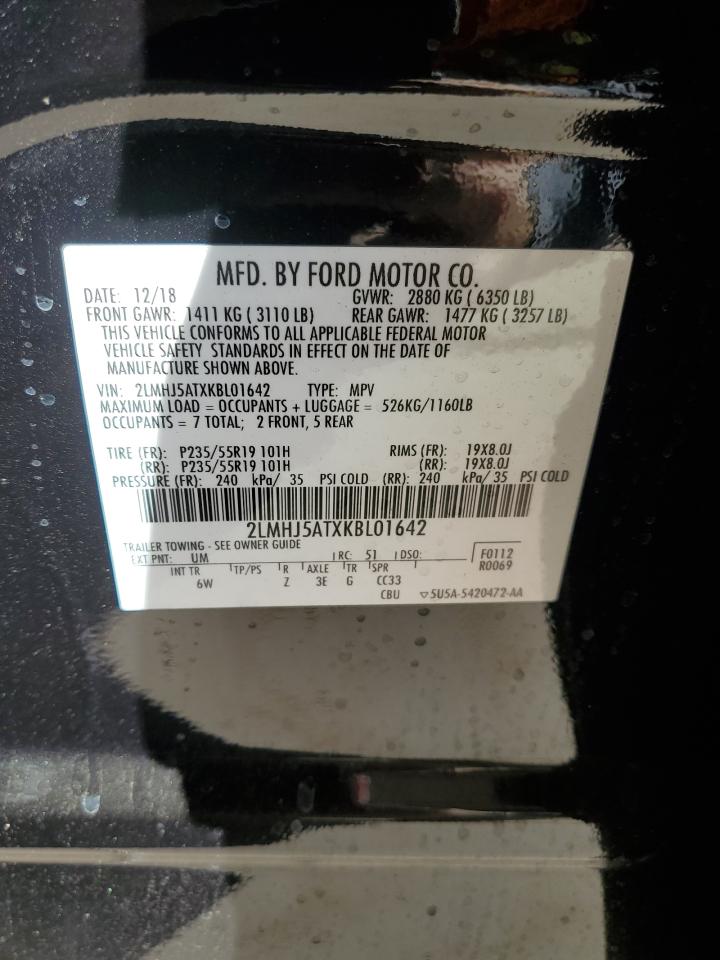 MFD. BY FORD MOTOR CO.
DATE: 12/18 GVWR: 2880 KG ( 6350 LB)
FRONT GAWR: 1411 KG ( 3110 LB) REAR GAWR: 1477 KG ( 3257 LB)
THIS VEHICLE CONFORMS TO ALL APPLICABLE FEDERAL MOTOR
VEHICLE SAFETY STANDARDS IN EFFECT ON THE DATE OF
MANUFACTURE SHOWN ABOVE.
VIN: 2LMHJ5ATXKBL01642 TYPE: MPV
MAXIMUM LOAD = OCCUPANTS + LUGGAGE = 526KG/1160LB
OCCUPANTS = 7 TOTAL; 2 FRONT, 5 REAR
TIRE (FR): P235/55R19 101H RIMS (FR): 19X8.0J
(RR): P235/55R19 101H (RR): 19X8.0J
PRESSURE (FR): 240 kPa/ 35 PSI COLD (RR): 240 kPa/ 35 PSI COLD
2LMHJ5ATXKBL01642
TRAILER TOWING - SEE OWNER GUIDE
EXT PNT: UM RC: 51 DSO: F0112
R0069
INT TR TP/PS R AXLE TR SPR
6W Z 3E G CC33
CBU ▽5U5A-5420472-AA